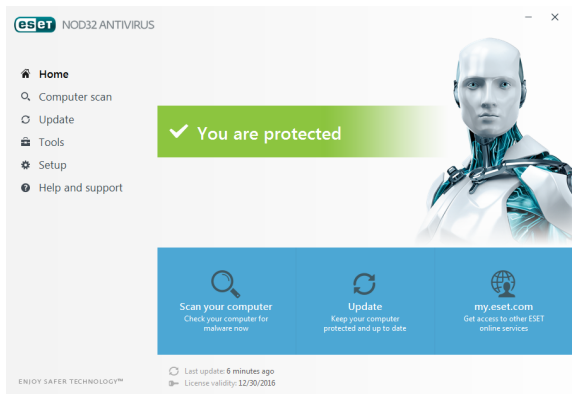 eset NOD32 ANTIVIRUS
Home
Computer scan
Update
Tools
Setup
Help and support
You are protected
Scan your computer
Check your computer for
malware now
Update
Keep your computer
protected and up to date
my.eset.com
Get access to other ESET
online services
Last update: 6 minutes ago
License validity: 12/30/2016
ENJOY SAFER TECHNOLOGY™